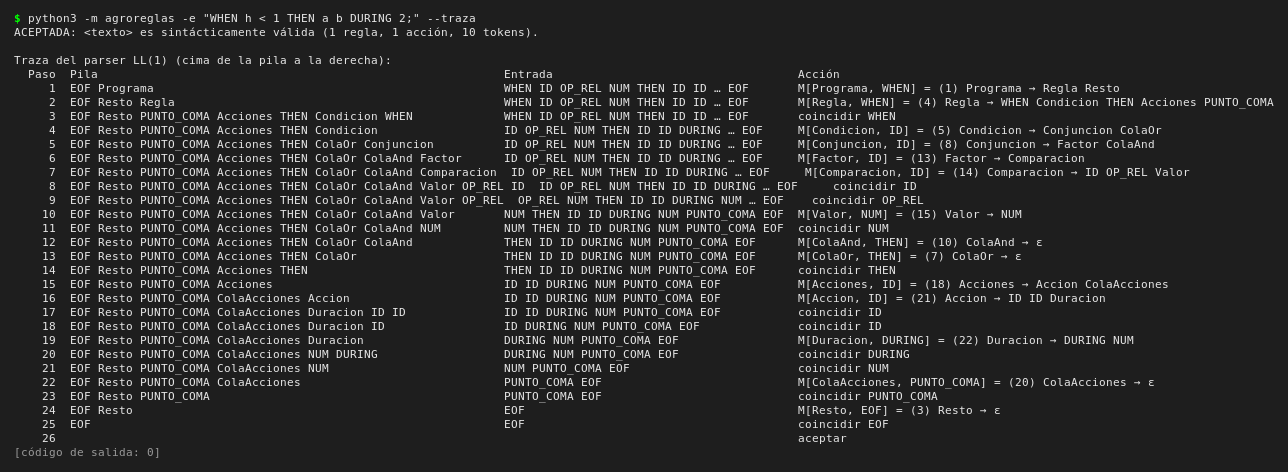 $ python3 -m agroreglas -e "WHEN h < 1 THEN a b DURING 2;" --traza
ACEPTADA: <texto> es sintácticamente válida (1 regla, 1 acción, 10 tokens).

Traza del parser LL(1) (cima de la pila a la derecha):
  Paso  Pila                                                          Entrada                                   Acción
     1  EOF Programa                                                  WHEN ID OP_REL NUM THEN ID ID … EOF       M[Programa, WHEN] = (1) Programa → Regla Resto
     2  EOF Resto Regla                                               WHEN ID OP_REL NUM THEN ID ID … EOF       M[Regla, WHEN] = (4) Regla → WHEN Condicion THEN Acciones PUNTO_COMA
     3  EOF Resto PUNTO_COMA Acciones THEN Condicion WHEN             WHEN ID OP_REL NUM THEN ID ID … EOF       coincidir WHEN
     4  EOF Resto PUNTO_COMA Acciones THEN Condicion                  ID OP_REL NUM THEN ID ID DURING … EOF     M[Condicion, ID] = (5) Condicion → Conjuncion ColaOr
     5  EOF Resto PUNTO_COMA Acciones THEN ColaOr Conjuncion          ID OP_REL NUM THEN ID ID DURING … EOF     M[Conjuncion, ID] = (8) Conjuncion → Factor ColaAnd
     6  EOF Resto PUNTO_COMA Acciones THEN ColaOr ColaAnd Factor      ID OP_REL NUM THEN ID ID DURING … EOF     M[Factor, ID] = (13) Factor → Comparacion
     7  EOF Resto PUNTO_COMA Acciones THEN ColaOr ColaAnd Comparacion  ID OP_REL NUM THEN ID ID DURING … EOF     M[Comparacion, ID] = (14) Comparacion → ID OP_REL Valor
     8  EOF Resto PUNTO_COMA Acciones THEN ColaOr ColaAnd Valor OP_REL ID  ID OP_REL NUM THEN ID ID DURING … EOF     coincidir ID
     9  EOF Resto PUNTO_COMA Acciones THEN ColaOr ColaAnd Valor OP_REL  OP_REL NUM THEN ID ID DURING NUM … EOF    coincidir OP_REL
    10  EOF Resto PUNTO_COMA Acciones THEN ColaOr ColaAnd Valor       NUM THEN ID ID DURING NUM PUNTO_COMA EOF  M[Valor, NUM] = (15) Valor → NUM
    11  EOF Resto PUNTO_COMA Acciones THEN ColaOr ColaAnd NUM         NUM THEN ID ID DURING NUM PUNTO_COMA EOF  coincidir NUM
    12  EOF Resto PUNTO_COMA Acciones THEN ColaOr ColaAnd             THEN ID ID DURING NUM PUNTO_COMA EOF      M[ColaAnd, THEN] = (10) ColaAnd → ε
    13  EOF Resto PUNTO_COMA Acciones THEN ColaOr                     THEN ID ID DURING NUM PUNTO_COMA EOF      M[ColaOr, THEN] = (7) ColaOr → ε
    14  EOF Resto PUNTO_COMA Acciones THEN                            THEN ID ID DURING NUM PUNTO_COMA EOF      coincidir THEN
    15  EOF Resto PUNTO_COMA Acciones                                 ID ID DURING NUM PUNTO_COMA EOF           M[Acciones, ID] = (18) Acciones → Accion ColaAcciones
    16  EOF Resto PUNTO_COMA ColaAcciones Accion                      ID ID DURING NUM PUNTO_COMA EOF           M[Accion, ID] = (21) Accion → ID ID Duracion
    17  EOF Resto PUNTO_COMA ColaAcciones Duracion ID ID              ID ID DURING NUM PUNTO_COMA EOF           coincidir ID
    18  EOF Resto PUNTO_COMA ColaAcciones Duracion ID                 ID DURING NUM PUNTO_COMA EOF              coincidir ID
    19  EOF Resto PUNTO_COMA ColaAcciones Duracion                    DURING NUM PUNTO_COMA EOF                 M[Duracion, DURING] = (22) Duracion → DURING NUM
    20  EOF Resto PUNTO_COMA ColaAcciones NUM DURING                  DURING NUM PUNTO_COMA EOF                 coincidir DURING
    21  EOF Resto PUNTO_COMA ColaAcciones NUM                         NUM PUNTO_COMA EOF                        coincidir NUM
    22  EOF Resto PUNTO_COMA ColaAcciones                             PUNTO_COMA EOF                            M[ColaAcciones, PUNTO_COMA] = (20) ColaAcciones → ε
    23  EOF Resto PUNTO_COMA                                          PUNTO_COMA EOF                            coincidir PUNTO_COMA
    24  EOF Resto                                                     EOF                                       M[Resto, EOF] = (3) Resto → ε
    25  EOF                                                           EOF                                       coincidir EOF
    26                                                                                                          aceptar
[código de salida: 0]